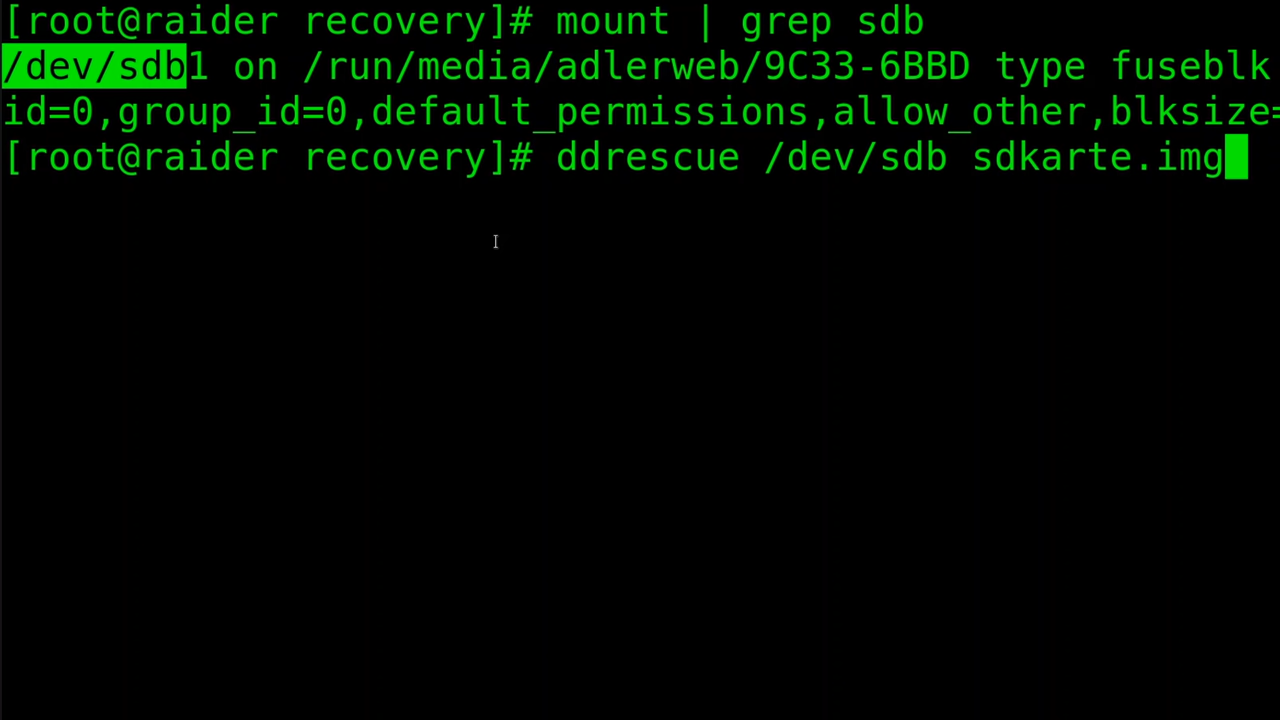 [root@raider recovery]# mount | grep sdb
/dev/sdb1 on /run/media/adlerweb/9C33-6BBD type fuseblk
id=0,group_id=0,default_permissions,allow_other,blksize=
[root@raider recovery]# ddrescue /dev/sdb sdkarte.img